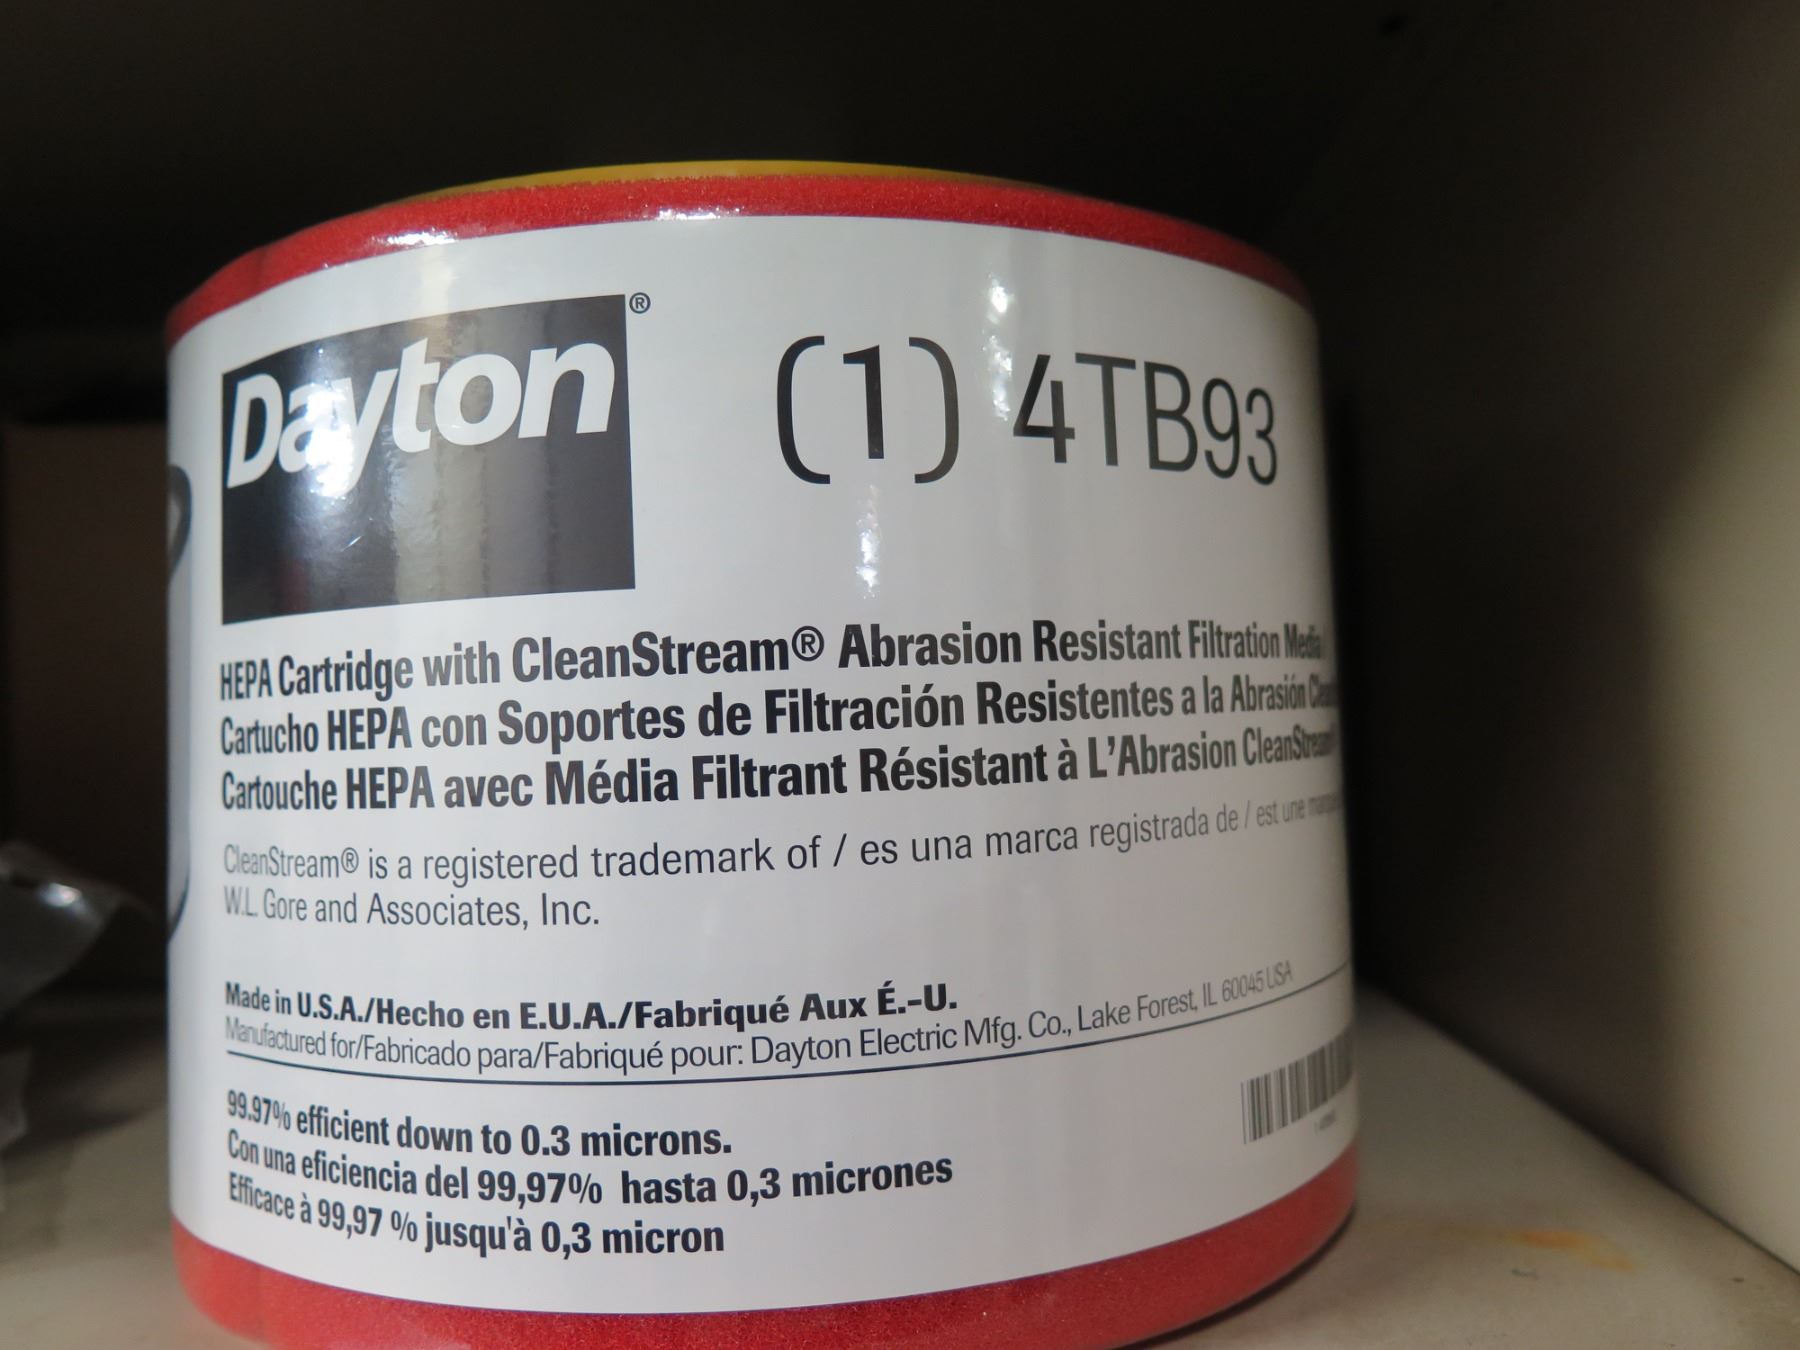 Dayton®
(1) 4TB93
HEPA Cartridge with CleanStream® Abrasion Resistant Filtration Media
Cartucho HEPA con Soportes de Filtración Resistentes a la Abrasión
Cartouche HEPA avec Média Filtrant Résistant à L'Abrasion CleanStream
CleanStream® is a registered trademark of / es una marca registrada de / est une
W.L. Gore and Associates, Inc.
Made in U.S.A./Hecho en E.U.A./Fabriqué Aux É.-U.
Manufactured for/Fabricado para/Fabriqué pour: Dayton Electric Mfg. Co., Lake Forest, IL 60045 USA
99.97% efficient down to 0.3 microns.
Con una eficiencia del 99,97% hasta 0,3 micrones
Efficace à 99,97 % jusqu'à 0,3 micron